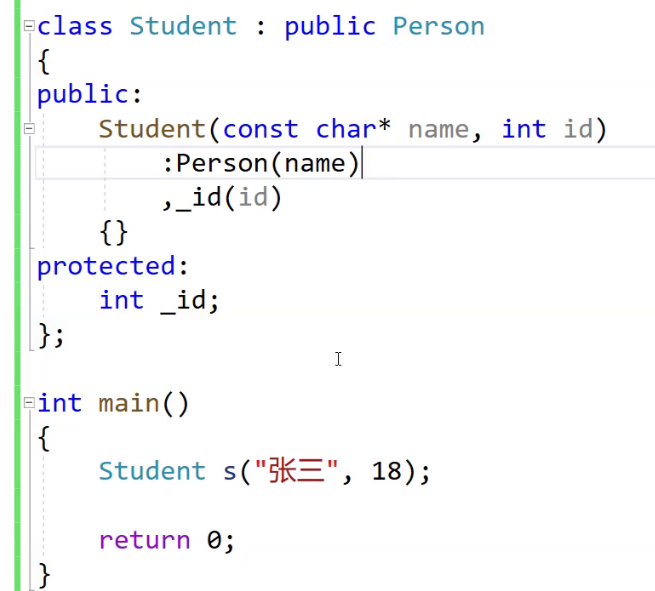 class Student : public Person
{
public:
    Student(const char* name, int id)
        :Person(name)
        ,_id(id)
    {}
protected:
    int _id;
};
int main()
{
    Student s("张三", 18);
    return 0;
}